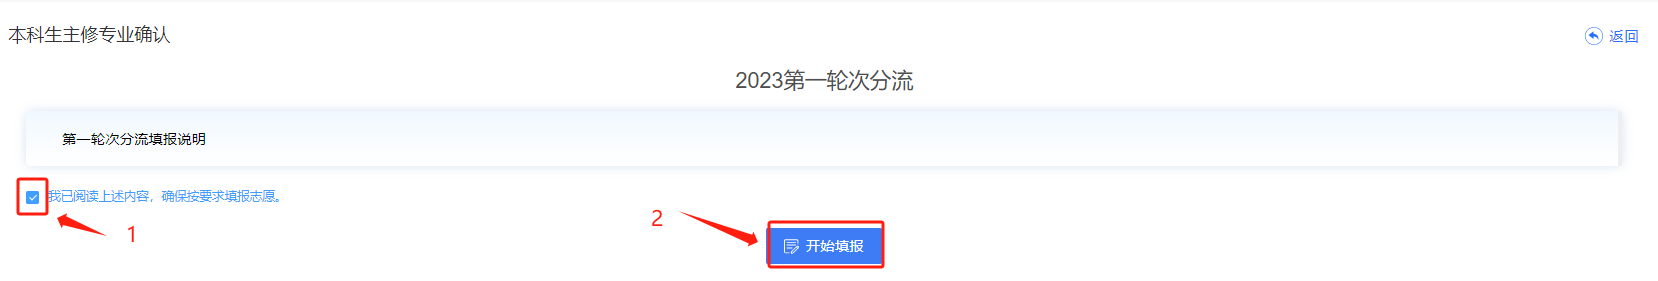 本科生主修专业确认
返回
2023第一轮次分流
第一轮次分流填报说明
我已阅读上述内容，确保按要求填报志愿。
1
2
开始填报